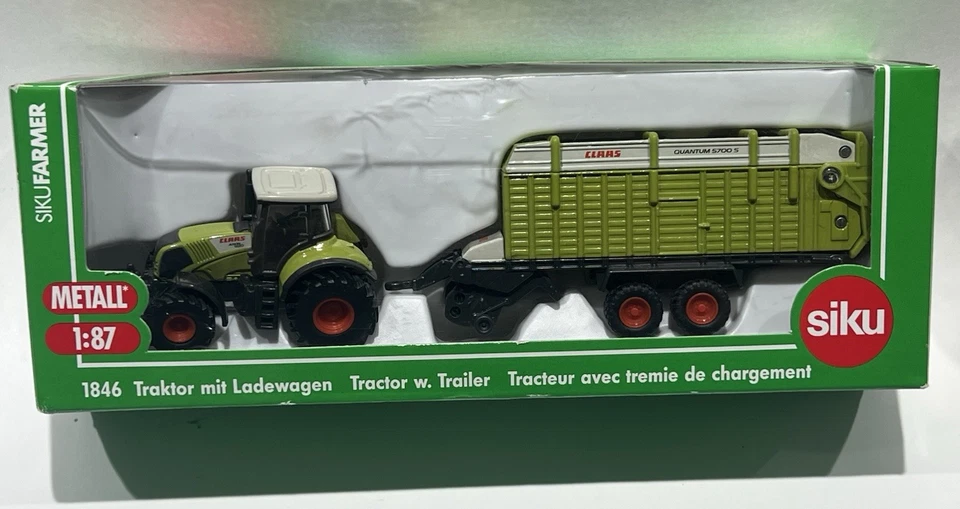 SIKUFARMER
CLAAS
QUANTUM 5700 S
CLAAS
METALL*
1:87
siku
1846 Traktor mit Ladewagen Tractor w. Trailer Tracteur avec tremie de chargement